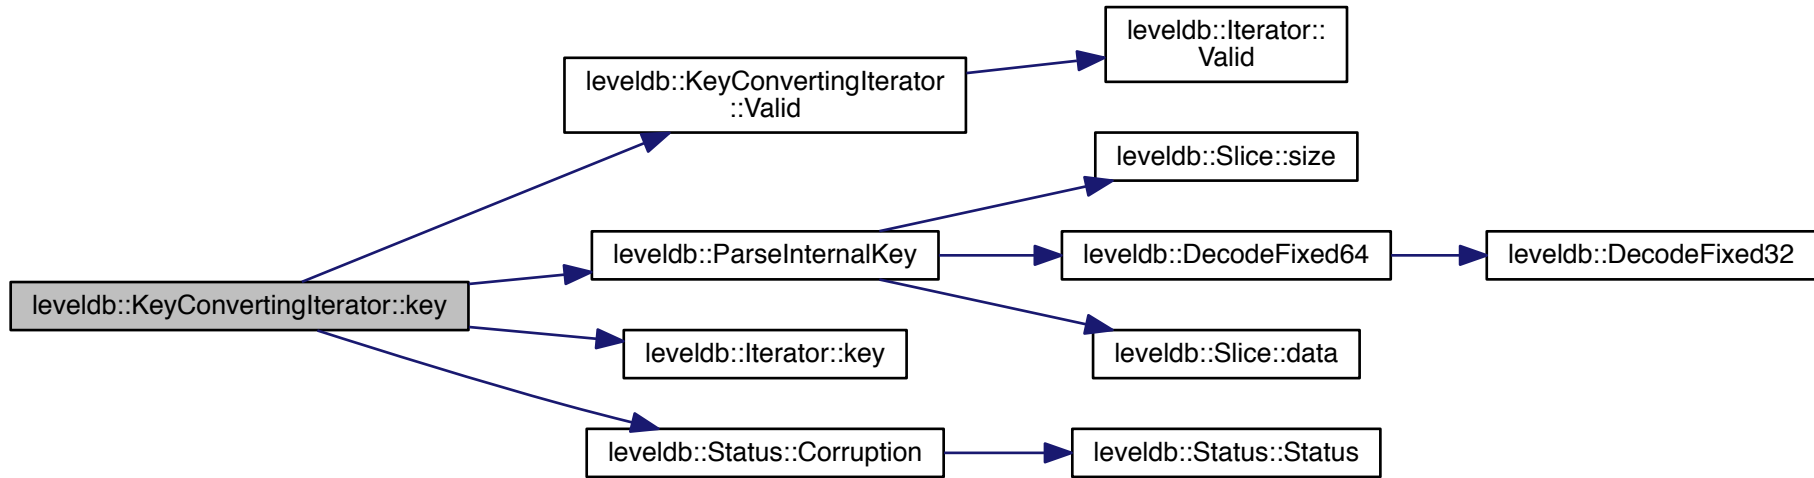 leveldb::Iterator::
Valid
leveldb::KeyConvertingIterator
::Valid
leveldb::Slice::size
leveldb::ParseInternalKey
leveldb::DecodeFixed64
leveldb::DecodeFixed32
leveldb::KeyConvertingIterator::key
leveldb::Iterator::key
leveldb::Slice::data
leveldb::Status::Corruption
leveldb::Status::Status